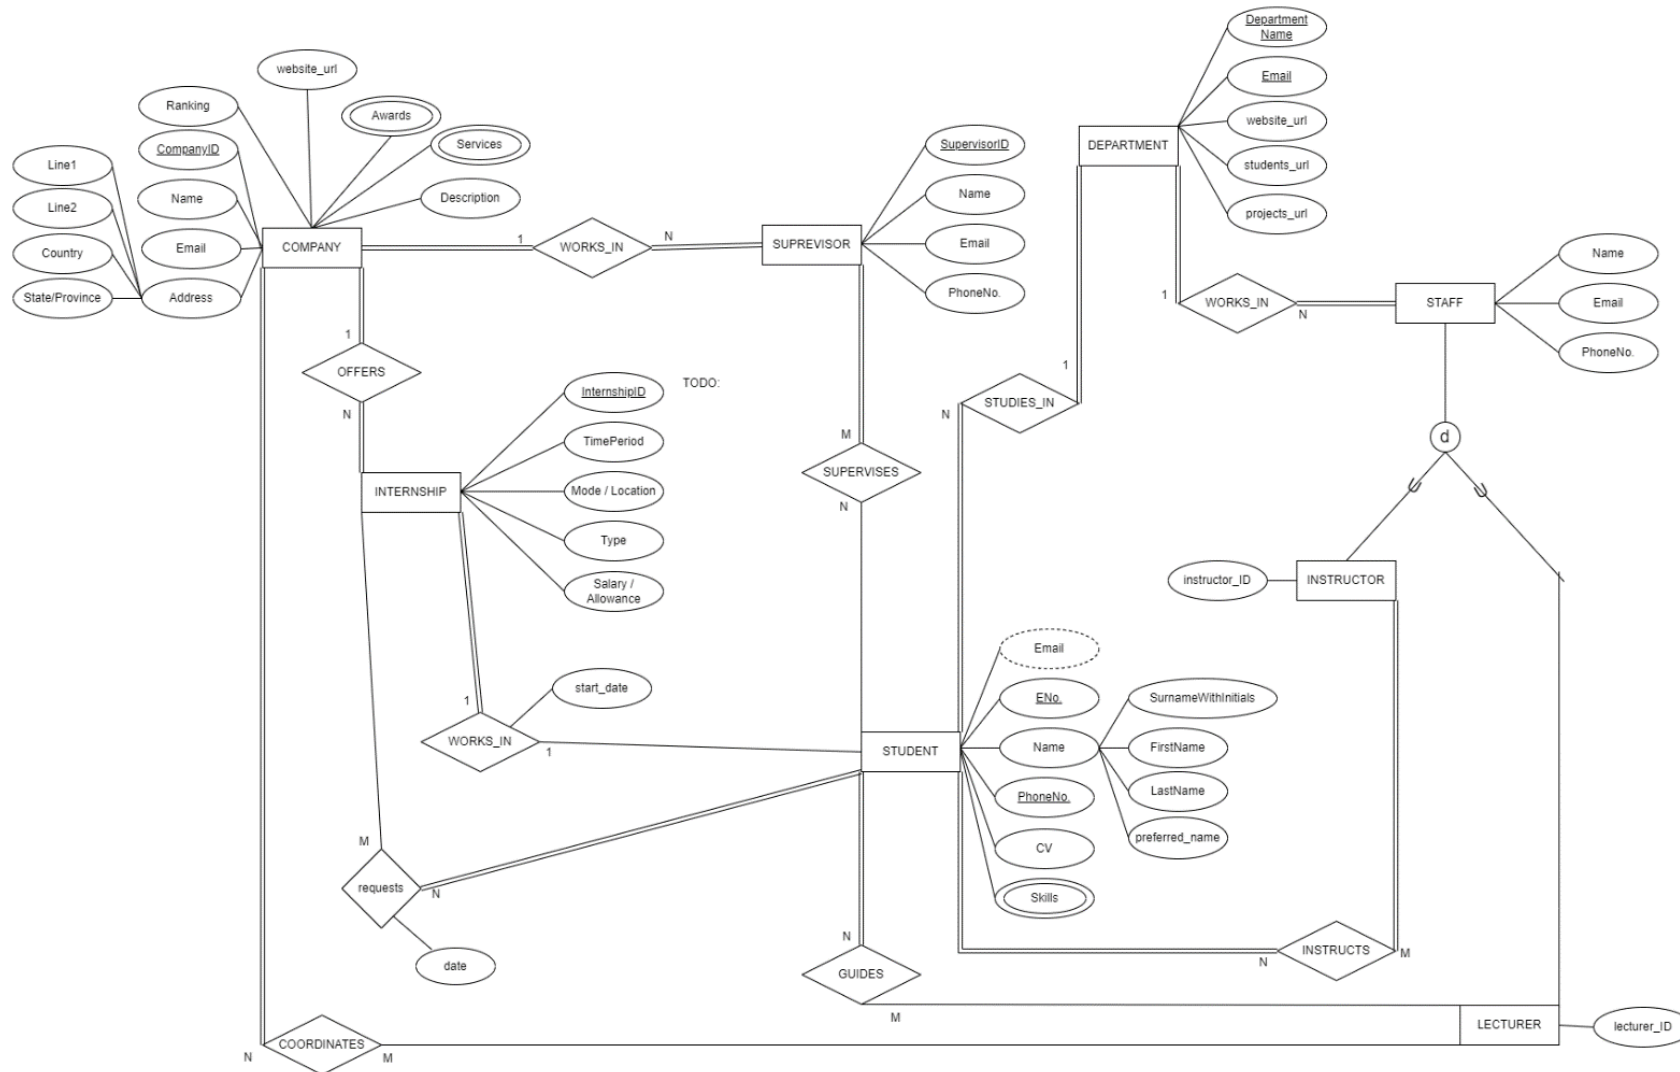 Department
Name
website_url
Email
Ranking
Awards
website_url
CompanyID
Services
SupervisorID
DEPARTMENT
Line1
students_url
Name
Description
Name
Line2
projects_url
COMPANY
1
WORKS_IN
N
SUPREVISOR
Email
Email
Country
Name
State/Province
Address
PhoneNo.
1
WORKS_IN
N
STAFF
Email
PhoneNo.
1
OFFERS
N
InternshipID
TODO:
1
N
STUDIES_IN
TimePeriod
M
d
SUPERVISES
N
INTERNSHIP
Mode / Location
Type
Salary /
Allowance
instructor_ID
INSTRUCTOR
Email
start_date
ENo.
SurnameWithInitials
1
WORKS_IN
1
STUDENT
Name
FirstName
PhoneNo.
LastName
preferred_name
M
CV
requests
N
Skills
date
N
GUIDES
M
N
INSTRUCTS
M
LECTURER
lecturer_ID
N
COORDINATES
M